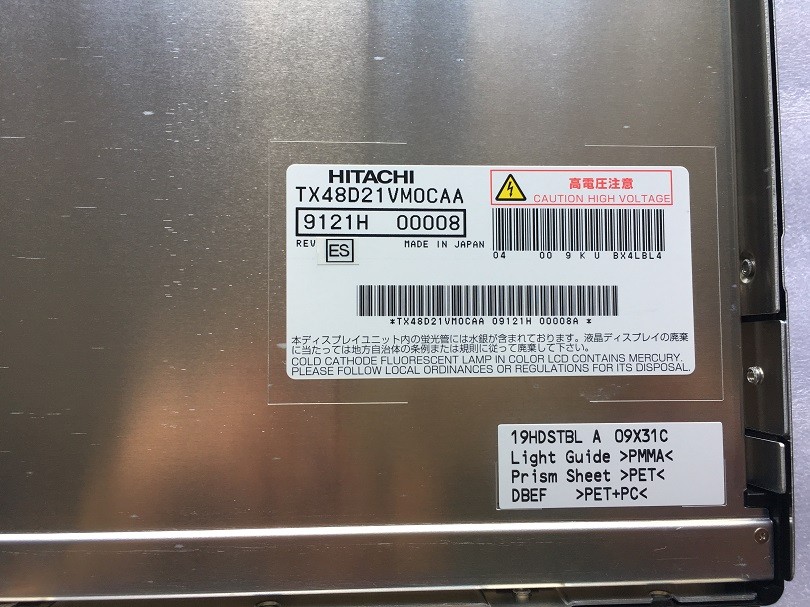 HITACHI
TX48D21VM0CAA
9121H 00008
REV ES MADE IN JAPAN
高電圧注意
CAUTION HIGH VOLTAGE
04 00 9 K U BX4LBL4
*TX48D21VM0CAA 09121H 00008A *
本ディスプレイユニット内の蛍光管には水銀が含まれております。液晶ディスプレイの廃棄
に当たっては地方自治体の条例または規則に従って廃棄して下さい。
COLD CATHODE FLUORESCENT LAMP IN COLOR LCD CONTAINS MERCURY.
PLEASE FOLLOW LOCAL ORDINANCES OR REGULATIONS FOR ITS DISPOSAL.
19HDSTBL A 09X31C
Light Guide >PMMA<
Prism Sheet >PET<
DBEF >PET+PC<